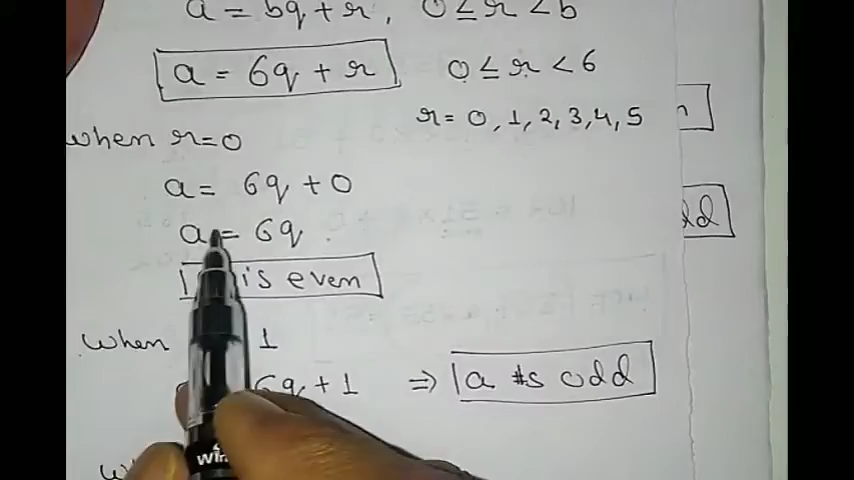 a = bq + r, 0 ≤ r < b
a = 6q + r 0 ≤ r < 6
r = 0, 1, 2, 3, 4, 5
when r=0
a = 6q + 0
a = 6q
is even
when 1
6q + 1 ⇒ a is odd
win